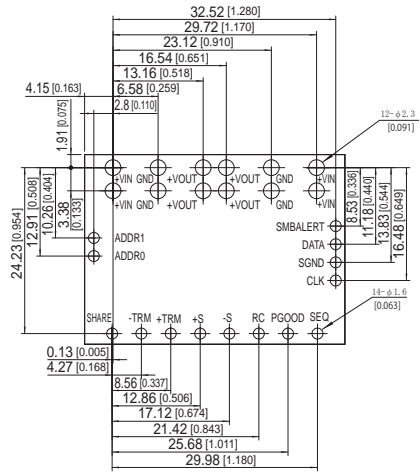 32.52 [1.280]
29.72 [1.170]
23.12 [0.910]
16.54 [0.651]
13.16 [0.518]
4.15 [0.163] 6.58 [0.259]
2.8 [0.110]
12-φ2.3
[0.091]
1.91 [0.075]
+VIN GND +VOUT +VOUT GND +VIN
+VIN GND +VOUT +VOUT GND +VIN
24.23 [0.954]
12.91 [0.508]
10.26 [0.404]
3.38 [0.133]
SMBALERT
DATA
SGND
CLK
8.53 [0.336]
11.18 [0.440]
13.83 [0.544]
16.48 [0.649]
ADDR1
ADDR0
14-φ1.6
[0.063]
SHARE -TRM +TRM +S -S RC PGOOD SEQ
0.13 [0.005]
4.27 [0.168]
8.56 [0.337]
12.86 [0.506]
17.12 [0.674]
21.42 [0.843]
25.68 [1.011]
29.98 [1.180]